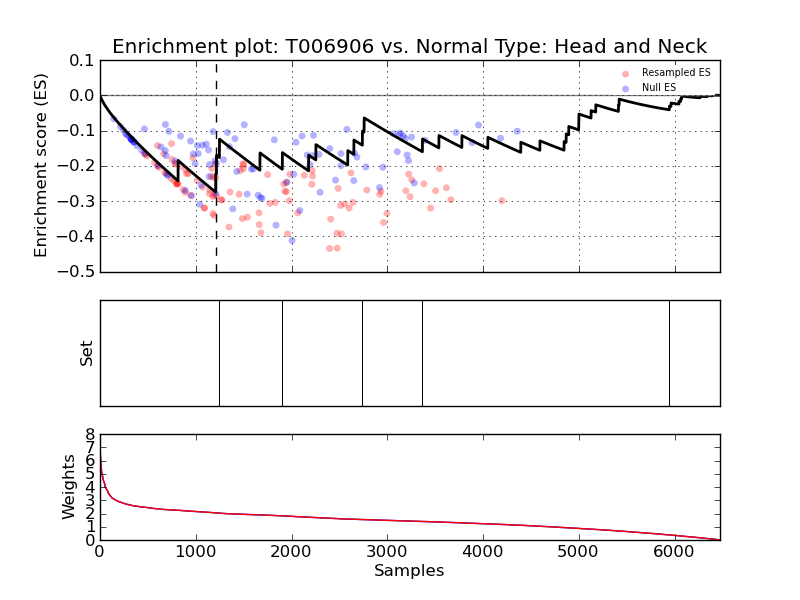 Enrichment plot: T006906 vs. Normal Type: Head and Neck
Enrichment score (ES)
0.1
0.0
−0.1
−0.2
−0.3
−0.4
−0.5
Resampled ES
Null ES
Set
Weights
8
7
6
5
4
3
2
1
0
0 1000 2000 3000 4000 5000 6000
Samples